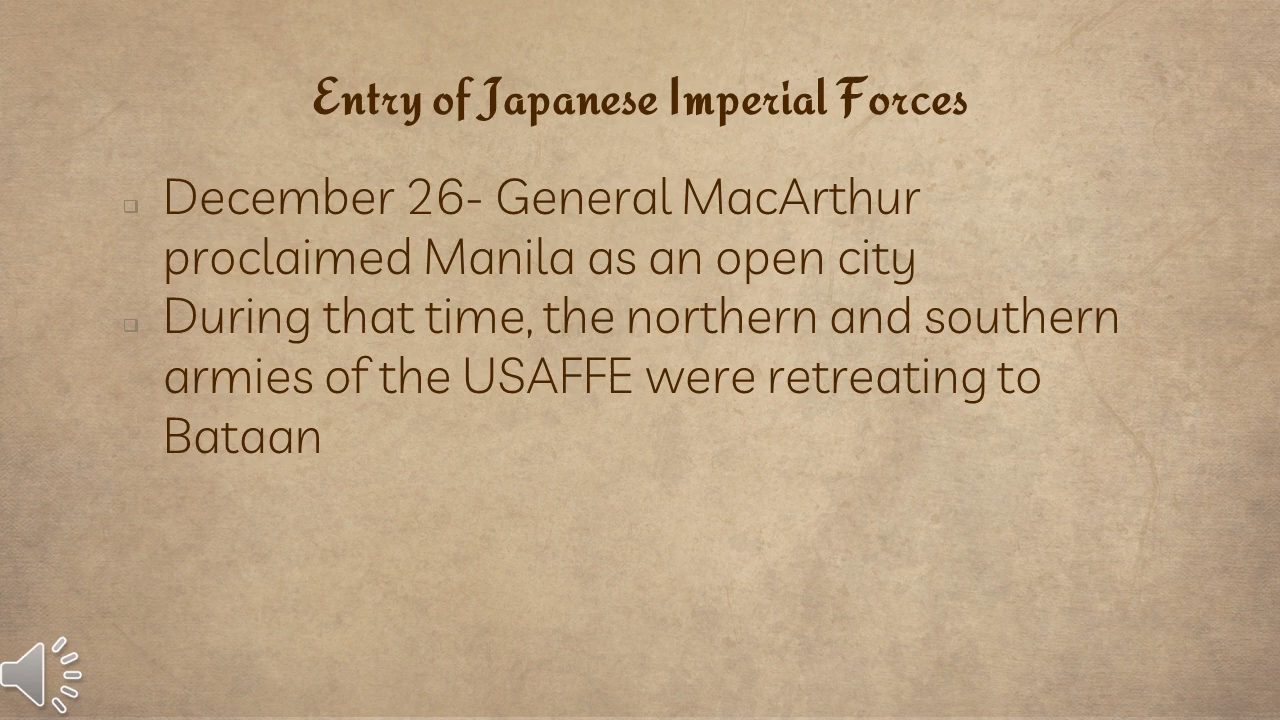 Entry of Japanese Imperial Forces
December 26- General MacArthur
proclaimed Manila as an open city
During that time, the northern and southern
armies of the USAFFE were retreating to
Bataan